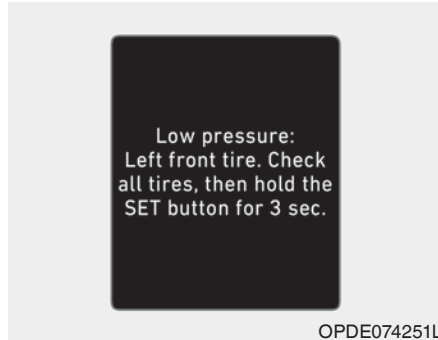 Low pressure:
Left front tire. Check
all tires, then hold the
SET button for 3 sec.
OPDE074251L